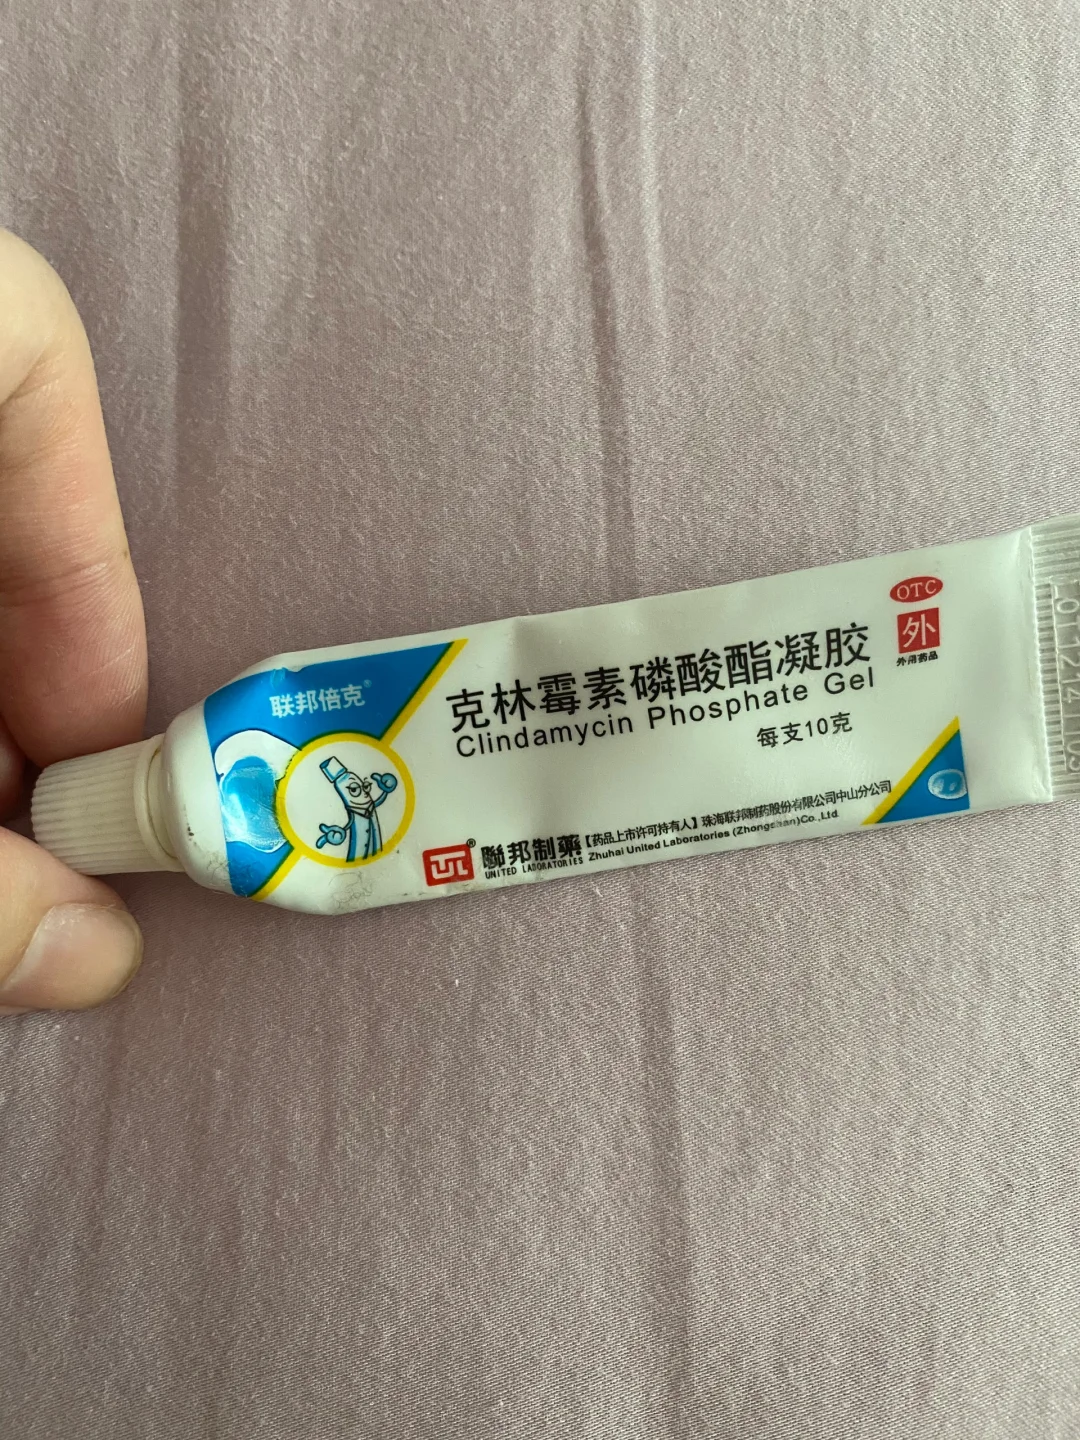 联邦倍克®
克林霉素磷酸酯凝胶
Clindamycin Phosphate Gel
每支10克
OTC
外
外用药品
聯邦制藥®
UNITED LABORATORIES
【药品上市许可持有人】珠海联邦制药股份有限公司中山分公司
Zhuhai United Laboratories (Zhongshan)Co.,Ltd.